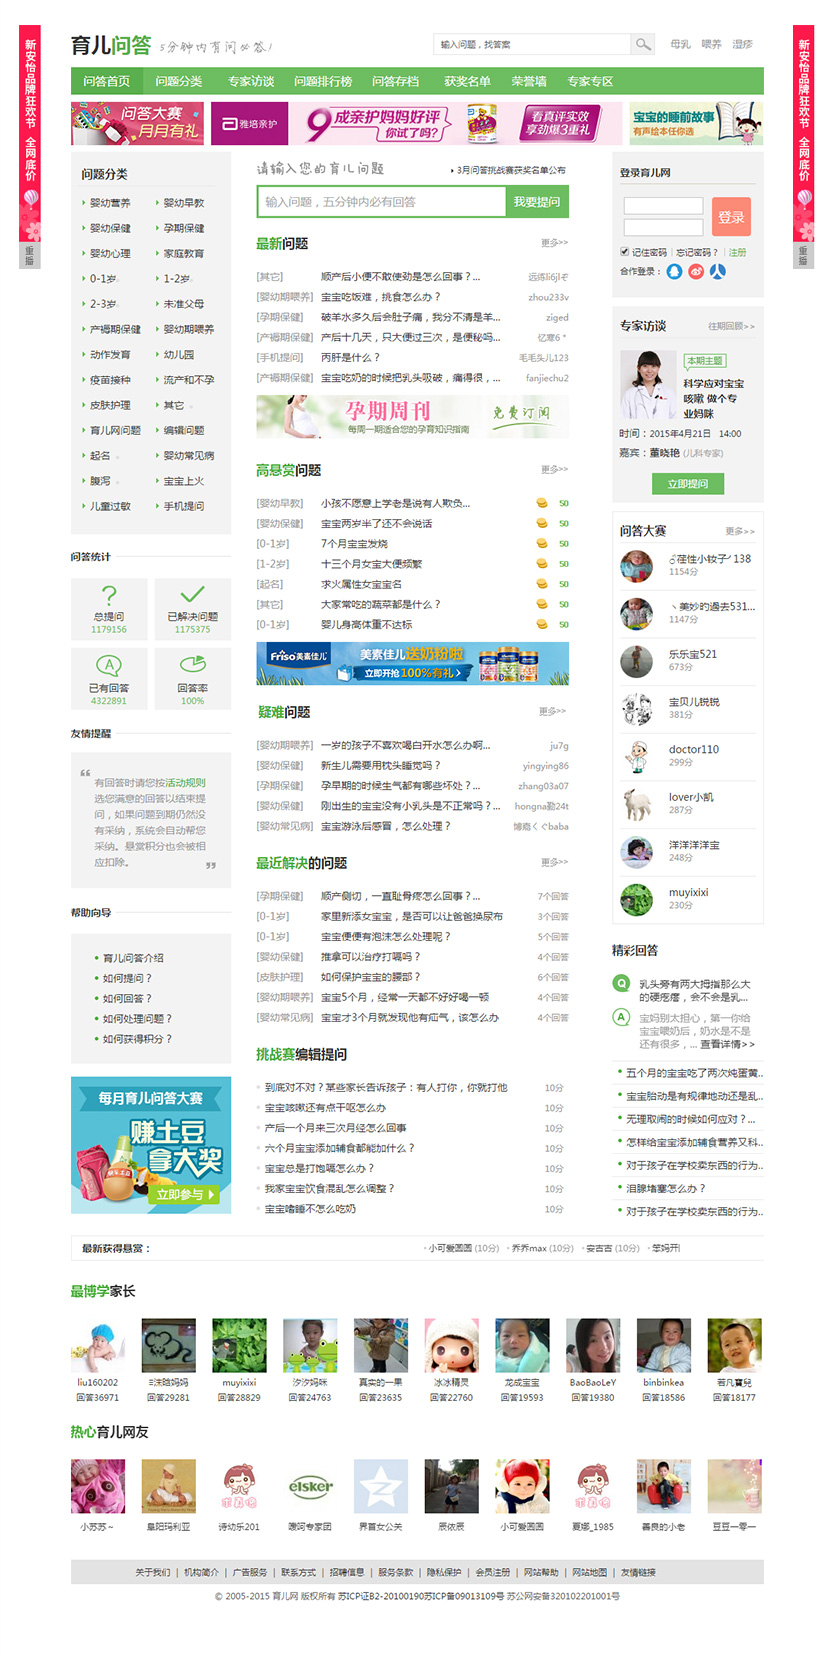 育儿问答 5分钟内有问必答!
输入问题，找答案
母乳 喂养 湿疹
新安怡品牌狂欢节 全网底价
重播
新安怡品牌狂欢节 全网底价
重播
问答首页 问题分类 专家访谈 问题排行榜 问答存档 获奖名单 荣誉墙 专家专区
问答大赛
月月有礼
雅培亲护
9成亲护妈妈好评
你试了吗?
看真评实效
享劲爆3重礼
宝宝的睡前故事
有声绘本任你选
问题分类
婴幼营养 婴幼早教
婴幼保健 孕期保健
婴幼心理 家庭教育
0-1岁 1-2岁
2-3岁 未准父母
产褥期保健 婴幼期喂养
动作发育 幼儿园
疫苗接种 流产和不孕
皮肤护理 其它
育儿网问题 编辑问题
起名 婴幼常见病
腹泻 宝宝上火
儿童过敏 手机提问
问答统计
总提问 已解决问题
1179156 1175375
已有回答 回答率
4322891 100%
友情提醒
有回答时请您按活动规则
选您满意的回答以结束提
问，如果问题到期仍然没
有采纳，系统会自动帮您
采纳。悬赏积分也会被相
应扣除。
帮助向导
育儿问答介绍
如何提问？
如何回答？
如何处理问题？
如何获得积分？
每月育儿问答大赛
赚土豆
拿大奖
立即参与
请输入您的育儿问题
3月问答挑战赛获奖名单公布
输入问题，五分钟内必有回答 我要提问
最新问题 更多>>
[其它] 顺产后小便不敢使劲是怎么回事？...
[婴幼期喂养] 宝宝吃饭难，挑食怎么办？ zhou233v
[孕期保健] 破羊水多久后会肚子痛，我分不清是羊... ziged
[产褥期保健] 产后十几天，只大便过三次，是便秘吗...
[手机提问] 丙肝是什么？ 毛毛头儿123
[产褥期保健] 宝宝吃奶的时候把乳头吸破，痛得很，... fanjiechu2
孕期周刊
每周一期适合您的孕育知识指南
免费订阅
高悬赏问题 更多>>
[婴幼早教] 小孩不愿意上学老是说有人欺负... 50
[婴幼保健] 宝宝两岁半了还不会说话 50
[0-1岁] 7个月宝宝发烧 50
[1-2岁] 十三个月宝女大便频繁 50
[起名] 求火属性女宝宝名 50
[其它] 大家常吃的蔬菜都是什么？ 50
[0-1岁] 婴儿身高体重不达标 50
Friso美素佳儿
美素佳儿送奶粉啦
立即开抢100%有礼
疑难问题 更多>>
[婴幼期喂养] 一岁的孩子不喜欢喝白开水怎么办啊... ju7g
[婴幼保健] 新生儿需要用枕头睡觉吗？ yingying86
[孕期保健] 孕早期的时候生气都有哪些坏处？... zhang03a07
[婴幼保健] 刚出生的宝宝没有小乳头是不正常吗？... hongna勤24t
[婴幼常见病] 宝宝游泳后感冒，怎么处理？
最近解决的问题 更多>>
[孕期保健] 顺产侧切，一直耻骨疼怎么回事？... 7个回答
[0-1岁] 家里新添女宝宝，是否可以让爸爸换尿布 3个回答
[0-1岁] 宝宝便便有泡沫怎么处理呢？ 5个回答
[婴幼保健] 推拿可以治疗打嗝吗？ 4个回答
[皮肤护理] 如何保护宝宝的腰部？ 6个回答
[婴幼期喂养] 宝宝5个月，经常一天都不好好喝一顿 4个回答
[婴幼常见病] 宝宝才3个月就发现他有疝气，该怎么办 4个回答
挑战赛编辑提问
到底对不对？某些家长告诉孩子：有人打你，你就打他 10分
宝宝咳嗽还有点干呕怎么办 10分
产后一个月来三次月经怎么回事 10分
六个月宝宝添加辅食都能加什么？ 10分
宝宝总是打饱嗝怎么办？ 10分
我家宝宝饮食混乱怎么调整？ 10分
宝宝嗜睡不怎么吃奶 10分
登录育儿网
登录
记住密码 忘记密码？ 注册
合作登录：
专家访谈 往期回顾>>
本期主题
科学应对宝宝
咳嗽 做个专
业妈咪
时间：2015年4月21日 14:00
嘉宾：董晓艳 (儿科专家)
立即提问
问答大赛 更多>>
1154分
1147分
乐乐宝521
673分
宝贝儿锐锐
381分
doctor110
299分
lover小凯
287分
洋洋洋洋宝
248分
muyixixi
230分
精彩回答
Q 乳头旁有两大拇指那么大
的硬疙瘩，会不会是乳...
A 宝妈别太担心，第一你给
宝宝喂奶后，奶水是不是
还有很多，... 查看详情>>
五个月的宝宝吃了两次炖蛋黄..
宝宝胎动是有规律地动还是乱..
无理取闹的时候如何应对？...
怎样给宝宝添加辅食营养又科..
对于孩子在学校卖东西的行为..
泪腺堵塞怎么办？
对于孩子在学校卖东西的行为..
最新获得悬赏： 小可爱圆圆 (10分) 乔乔max (10分) 安吉吉 (10分) 笨妈开
最博学家长
liu160202 muyixixi 汐汐妈咪 真实的一果 冰冰精灵 龙成宝宝 BaoBaoLeY binbinkea 若凡寶兒
回答36971 回答29281 回答28829 回答24763 回答23635 回答22760 回答19593 回答19380 回答18586 回答18177
热心育儿网友
求真像
elsker
求真像
小苏苏～ 阜阳玛利亚 诗幼乐201 嗳呵专家团 界首女公关 辰依辰 小可爱圆圆 夏娜_1985 善良的小老 豆豆一零一
关于我们 | 机构简介 | 广告服务 | 联系方式 | 招聘信息 | 服务条款 | 隐私保护 | 会员注册 | 网站帮助 | 网站地图 | 友情链接
© 2005-2015 育儿网 版权所有 苏ICP证B2-20100190苏ICP备09013109号 苏公网安备320102201001号